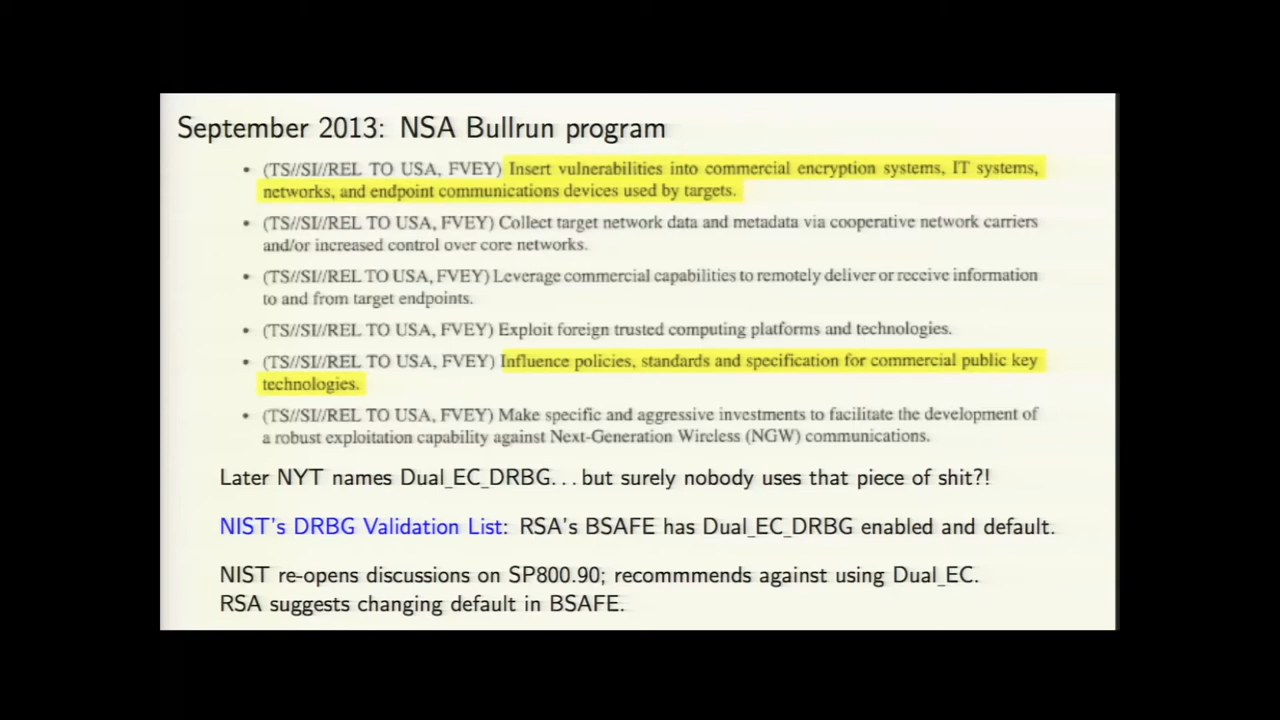 September 2013: NSA Bullrun program
• (TS//SI//REL TO USA, FVEY) Insert vulnerabilities into commercial encryption systems, IT systems,
networks, and endpoint communications devices used by targets.
• (TS//SI//REL TO USA, FVEY) Collect target network data and metadata via cooperative network carriers
and/or increased control over core networks.
• (TS//SI//REL TO USA, FVEY) Leverage commercial capabilities to remotely deliver or receive information
to and from target endpoints.
• (TS//SI//REL TO USA, FVEY) Exploit foreign trusted computing platforms and technologies.
• (TS//SI//REL TO USA, FVEY) Influence policies, standards and specification for commercial public key
technologies.
• (TS//SI//REL TO USA, FVEY) Make specific and aggressive investments to facilitate the development of
a robust exploitation capability against Next-Generation Wireless (NGW) communications.
Later NYT names Dual_EC_DRBG. . . but surely nobody uses that piece of shit?!
NIST's DRBG Validation List: RSA's BSAFE has Dual_EC_DRBG enabled and default.
NIST re-opens discussions on SP800.90; recommmends against using Dual_EC.
RSA suggests changing default in BSAFE.